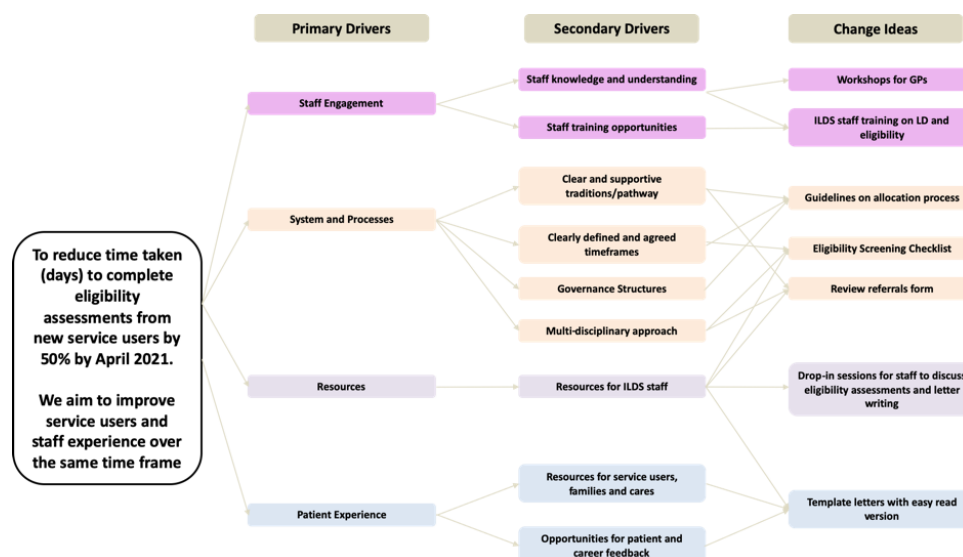 Primary Drivers
Secondary Drivers
Change Ideas
To reduce time taken
(days) to complete
eligibility
assessments from
new service users by
50% by April 2021.
We aim to improve
service users and
staff experience over
the same time frame
Staff Engagement
System and Processes
Resources
Patient Experience
Staff knowledge and understanding
Staff training opportunities
Clear and supportive
traditions/pathway
Clearly defined and agreed
timeframes
Governance Structures
Multi-disciplinary approach
Resources for ILDS staff
Resources for service users,
families and cares
Opportunities for patient and
career feedback
Workshops for GPs
ILDS staff training on LD and
eligibility
Guidelines on allocation process
Eligibility Screening Checklist
Review referrals form
Drop-in sessions for staff to discuss
eligibility assessments and letter
writing
Template letters with easy read
version